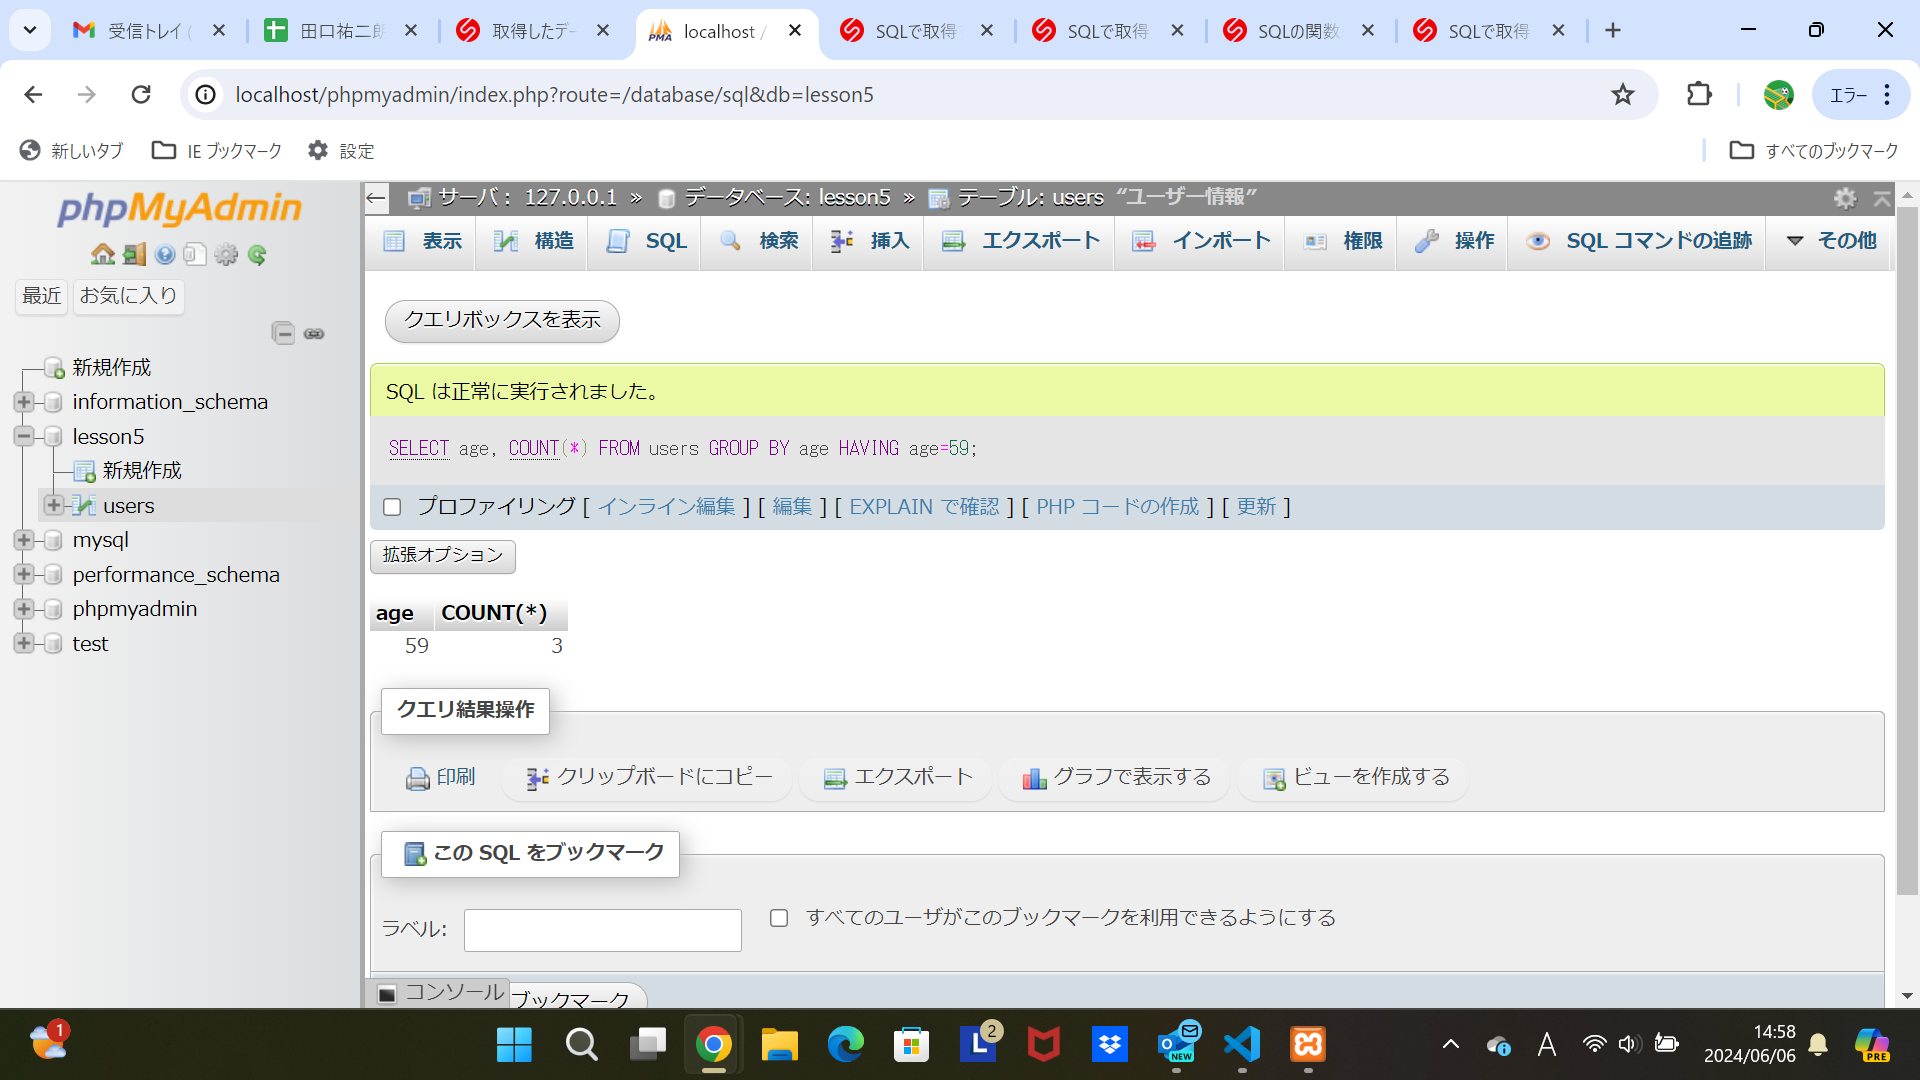 受信トレイ (
田口祐二朗
取得したデー
localhost /
SQLで取得
SQLで取得
SQLの関数
SQLで取得
localhost/phpmyadmin/index.php?route=/database/sql&db=lesson5
エラー
新しいタブ
IE ブックマーク
設定
すべてのブックマーク
phpMyAdmin
最近
お気に入り
新規作成
information_schema
lesson5
新規作成
users
mysql
performance_schema
phpmyadmin
test
サーバ: 127.0.0.1 » データベース: lesson5 » テーブル: users “ユーザー情報”
表示
構造
SQL
検索
挿入
エクスポート
インポート
権限
操作
SQL コマンドの追跡
その他
クエリボックスを表示
SQL は正常に実行されました。
SELECT age, COUNT(*) FROM users GROUP BY age HAVING age=59;
プロファイリング [ インライン編集 ] [ 編集 ] [ EXPLAIN で確認 ] [ PHP コードの作成 ] [ 更新 ]
拡張オプション
age COUNT(*)
59 3
クエリ結果操作
印刷
クリップボードにコピー
エクスポート
グラフで表示する
ビューを作成する
この SQL をブックマーク
ラベル:
すべてのユーザがこのブックマークを利用できるようにする
コンソール
ブックマーク
1
L
2
NEW
A
14:58
2024/06/06
PRE